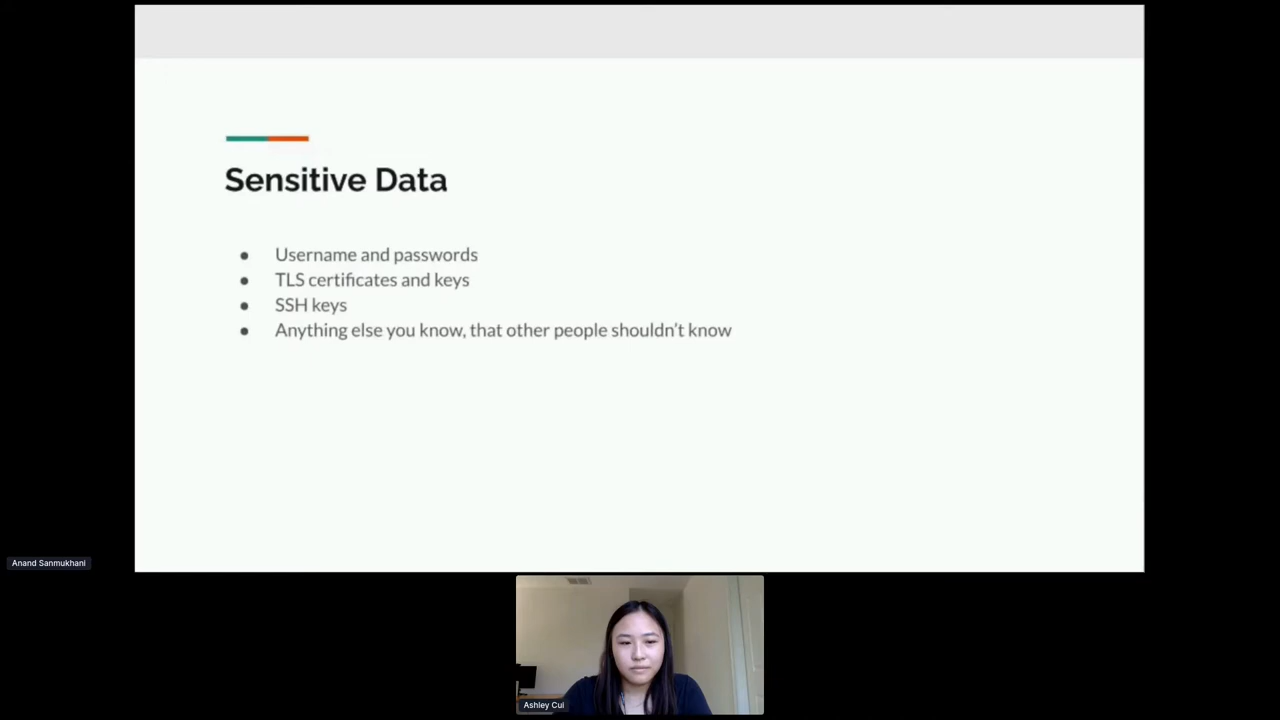 Sensitive Data
● Username and passwords
● TLS certificates and keys
● SSH keys
● Anything else you know, that other people shouldn't know
Anand Sanmukhani
Ashley Cui